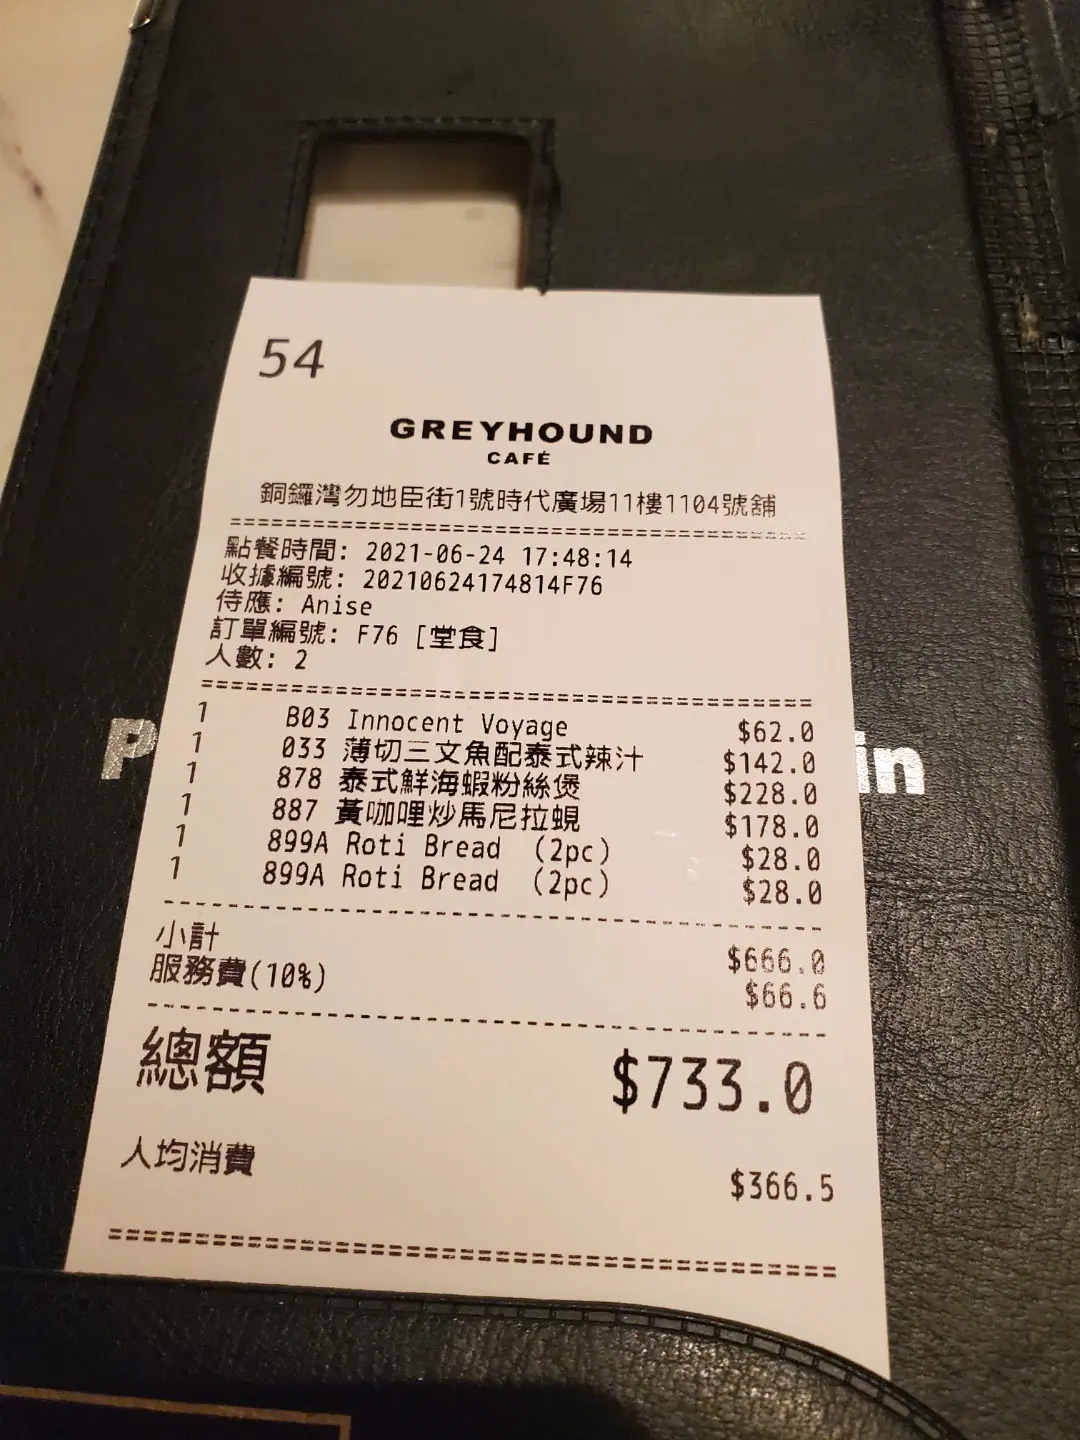 54
GREYHOUND
CAFÉ
銅鑼灣勿地臣街1號時代廣場11樓1104號舖
點餐時間: 2021-06-24 17:48:14
收據編號: 20210624174814F76
侍應: Anise
訂單編號: F76 [堂食]
人數: 2
1 B03 Innocent Voyage $62.0
1 033 薄切三文魚配泰式辣汁 $142.0
1 878 泰式鮮海蝦粉絲煲 $228.0
1 887 黃咖哩炒馬尼拉蜆 $178.0
1 899A Roti Bread (2pc) $28.0
1 899A Roti Bread (2pc) $28.0
小計 $666.0
服務費(10%) $66.6
總額 $733.0
人均消費 $366.5